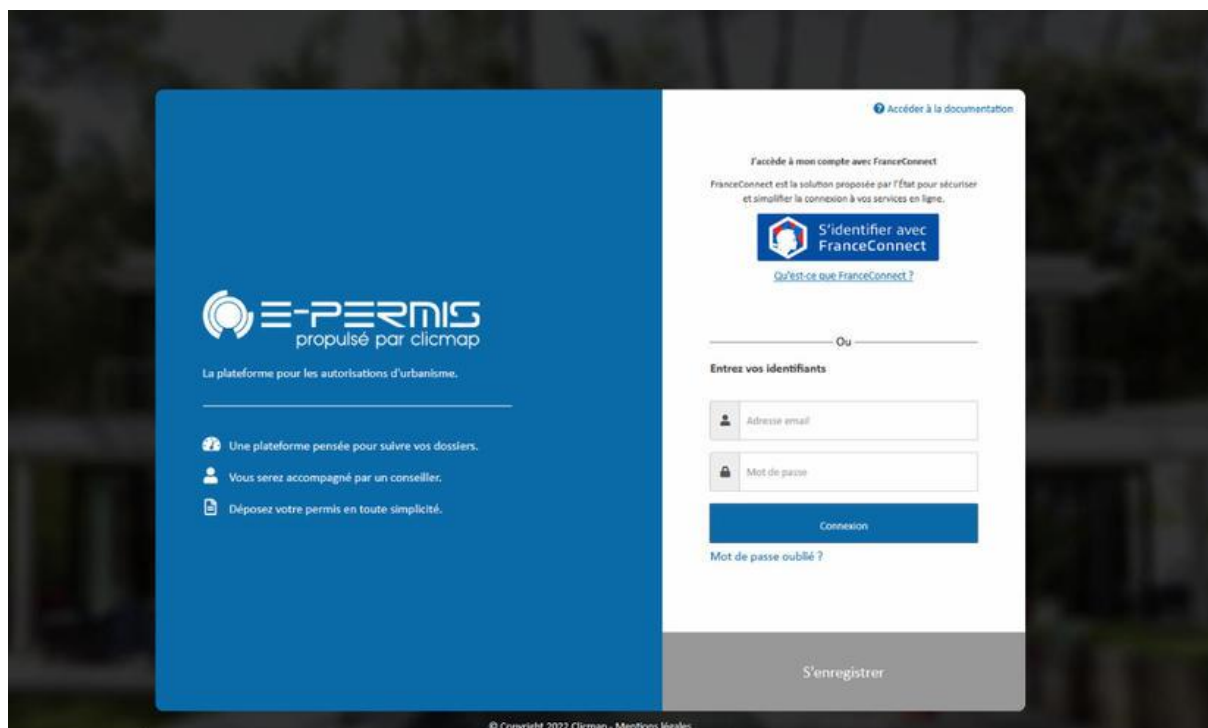 E-PERMIS
propulsé par clicmap
La plateforme pour les autorisations d'urbanisme.
Une plateforme pensée pour suivre vos dossiers.
Vous serez accompagné par un conseiller.
Déposez votre permis en toute simplicité.
Accéder à la documentation
J'accède à mon compte avec FranceConnect
FranceConnect est la solution proposée par l'État pour sécuriser
et simplifier la connexion à vos services en ligne.
S'identifier avec
FranceConnect
Qu'est-ce que FranceConnect ?
Ou
Entrez vos identifiants
Adresse email
Mot de passe
Connexion
Mot de passe oublié ?
S'enregistrer
© Copyright 2022 Clicmap - Mentions légales